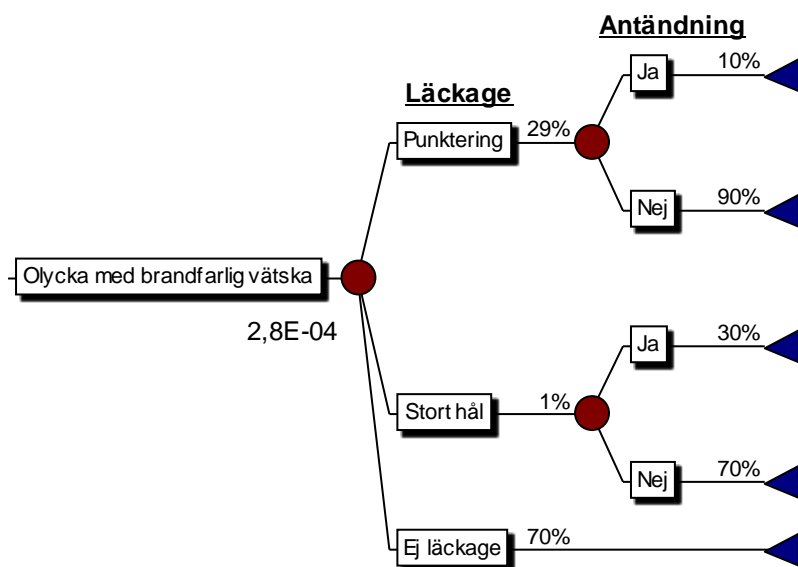 Antändning
Ja 10%
Läckage
Punktering 29%
Nej 90%
Olycka med brandfarlig vätska
2,8E-04
Ja 30%
Stort hål 1%
Nej 70%
Ej läckage 70%